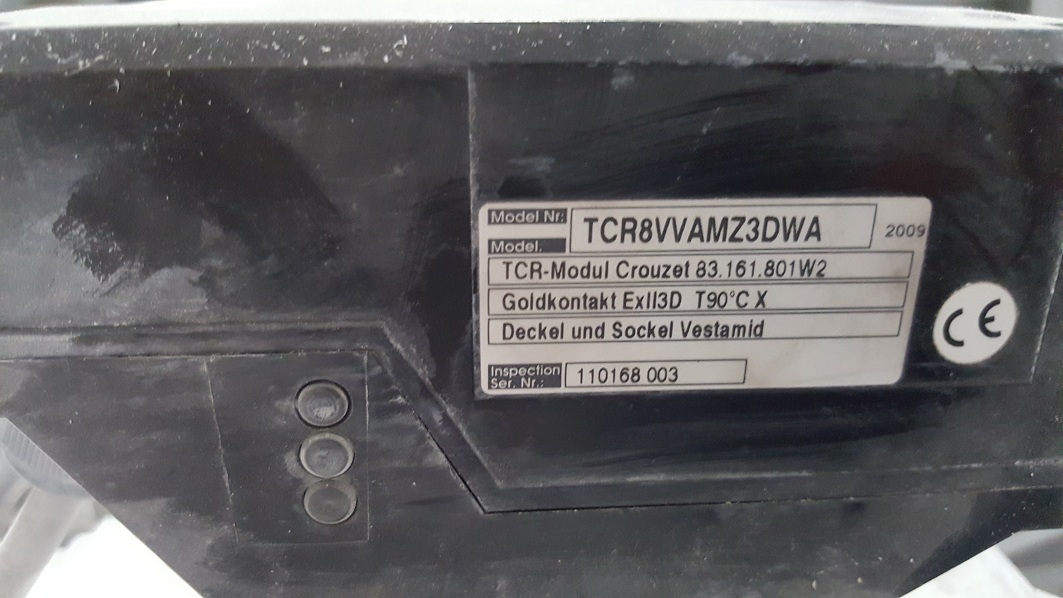 Model Nr:
Model.
TCR8VVAMZ3DWA
2009
TCR-Modul Crouzet 83.161.801W2
Goldkontakt ExII3D T90°C X
Deckel und Sockel Vestamid
Inspection
Ser. Nr.:
110168 003
CE